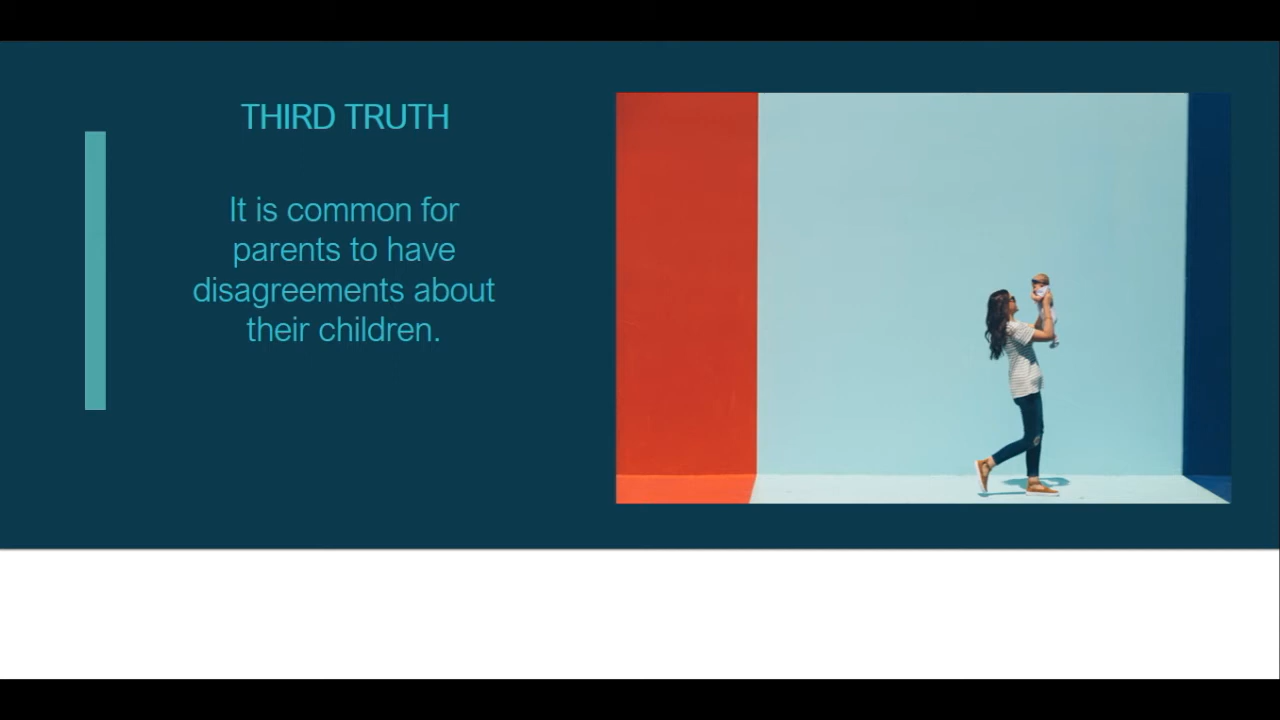 THIRD TRUTH
It is common for
parents to have
disagreements about
their children.